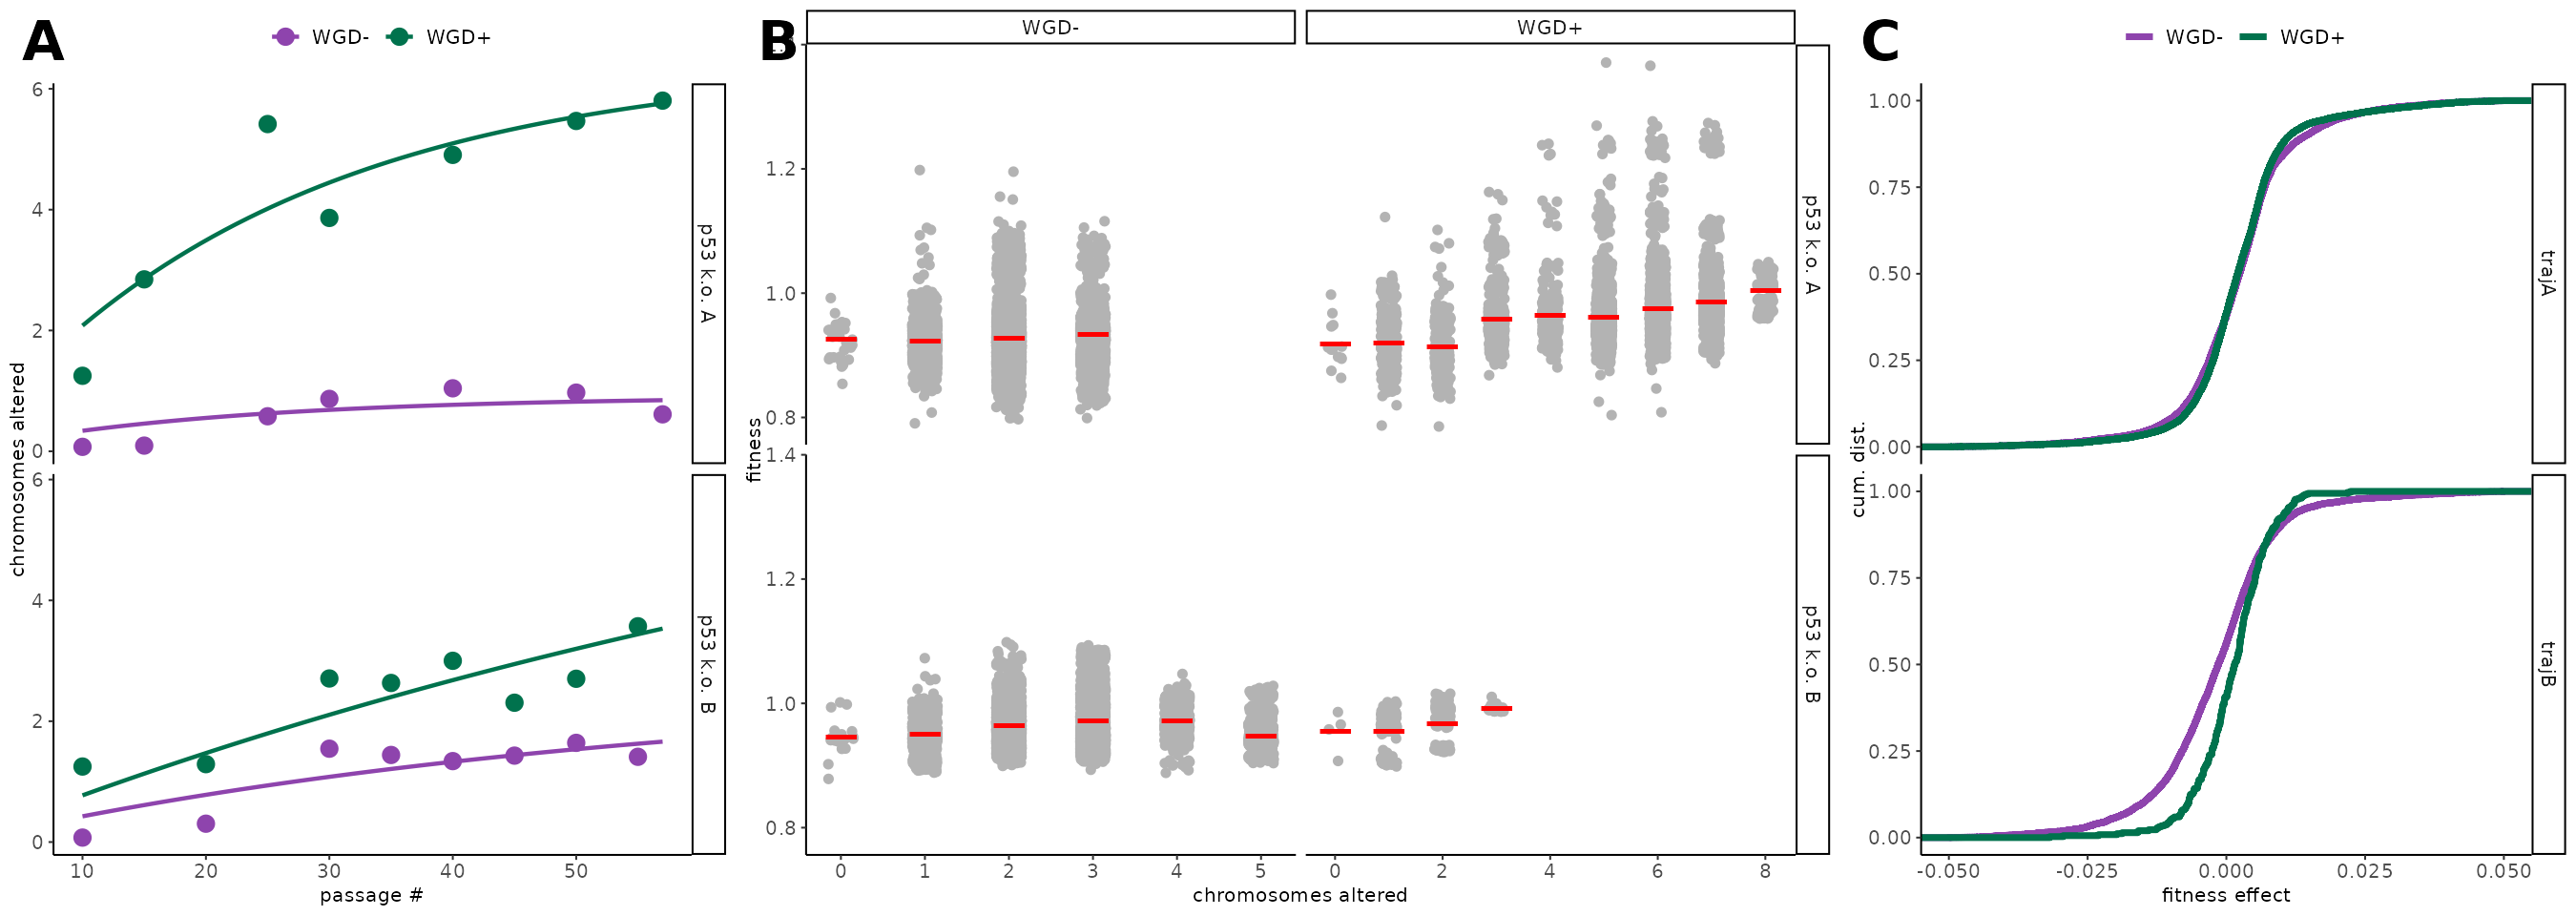 A
WGD-
WGD+
chromosomes altered
6
4
2
0
p53 k.o. A
6
4
2
0
p53 k.o. B
10
20
30
40
50
passage #
B
WGD-
WGD+
fitness
1.2
1.0
0.8
p53 k.o. A
1.4
1.2
1.0
0.8
p53 k.o. B
0
1
2
3
4
5
0
2
4
6
8
chromosomes altered
C
WGD-
WGD+
cum. dist.
1.00
0.75
0.50
0.25
0.00
trajA
1.00
0.75
0.50
0.25
0.00
trajB
-0.050
-0.025
0.000
0.025
0.050
fitness effect